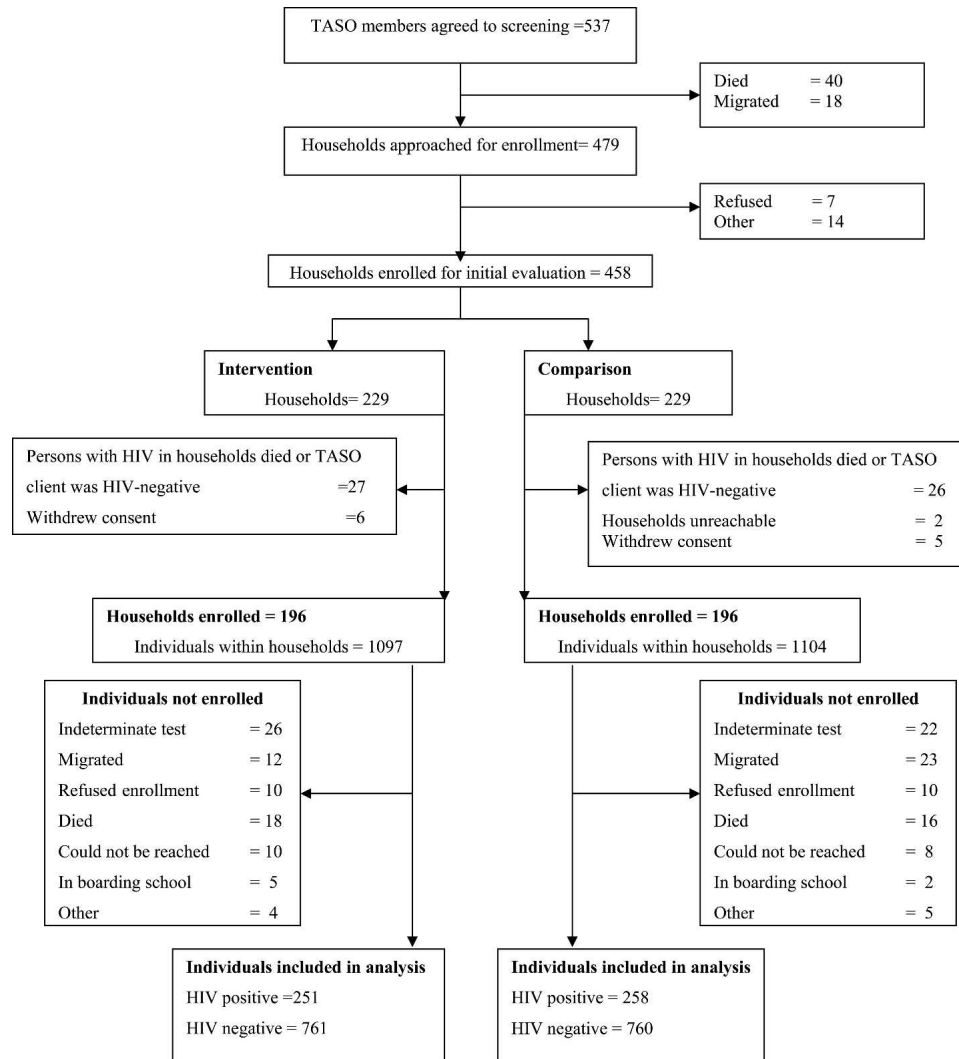 TASO members agreed to screening =537
Died = 40
Migrated = 18
Households approached for enrollment= 479
Refused = 7
Other = 14
Households enrolled for initial evaluation = 458
Intervention
Households= 229
Comparison
Households= 229
Persons with HIV in households died or TASO
client was HIV-negative =27
Withdrew consent =6
Persons with HIV in households died or TASO
client was HIV-negative = 26
Households unreachable = 2
Withdrew consent = 5
Households enrolled = 196
Individuals within households = 1097
Households enrolled = 196
Individuals within households = 1104
Individuals not enrolled
Indeterminate test = 26
Migrated = 12
Refused enrollment = 10
Died = 18
Could not be reached = 10
In boarding school = 5
Other = 4
Individuals not enrolled
Indeterminate test = 22
Migrated = 23
Refused enrollment = 10
Died = 16
Could not be reached = 8
In boarding school = 2
Other = 5
Individuals included in analysis
HIV positive =251
HIV negative = 761
Individuals included in analysis
HIV positive = 258
HIV negative = 760